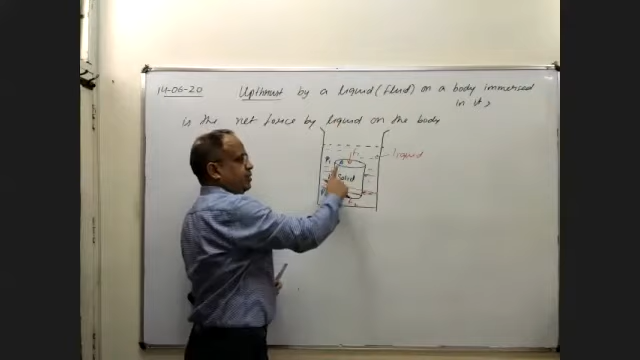 14-06-20
Upthrust by a liquid (fluid) on a body immersed
in it,
is the net force by liquid on the body
liquid
P₁
Solid